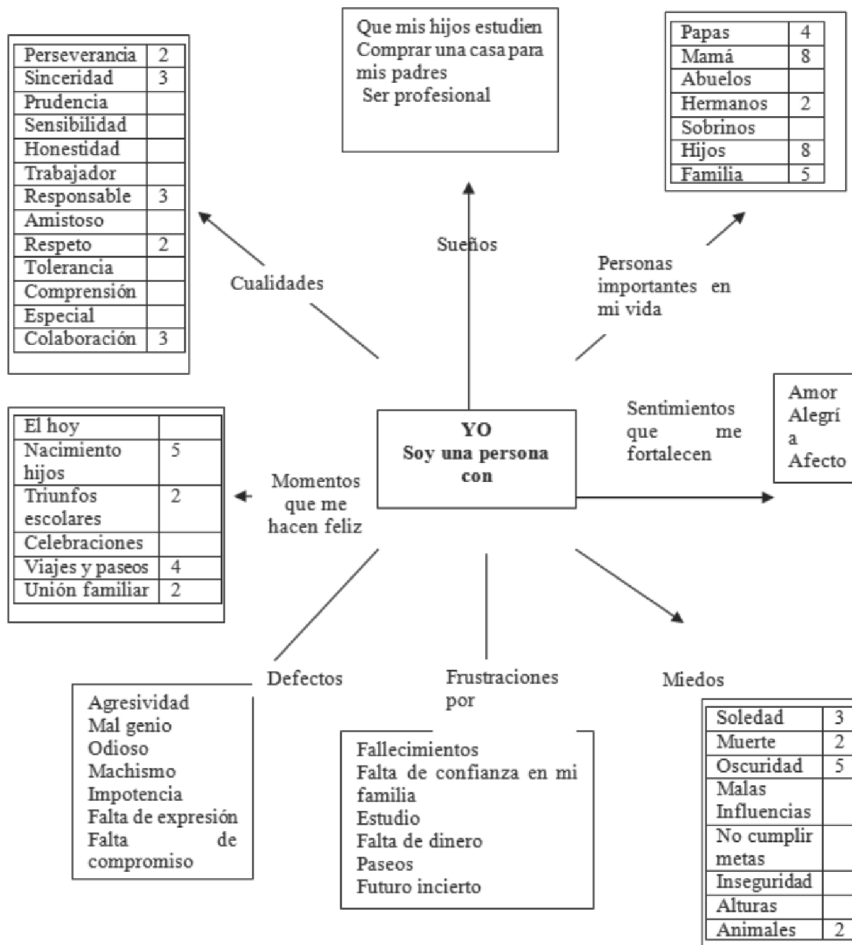 Perseverancia 2
Sinceridad 3
Prudencia
Sensibilidad
Honestidad
Trabajador
Responsable 3
Amistoso
Respeto 2
Tolerancia
Comprensión
Especial
Colaboración 3
Que mis hijos estudien
Comprar una casa para
mis padres
Ser profesional
Papas 4
Mamá 8
Abuelos
Hermanos 2
Sobrinos
Hijos 8
Familia 5
Cualidades
Sueños
Personas
importantes en
mi vida
El hoy
Nacimiento 5
hijos
Triunfos 2
escolares
Celebraciones
Viajes y paseos 4
Unión familiar 2
Momentos
que me
hacen feliz
YO
Soy una persona
con
Sentimientos
que me
fortalecen
Amor
Alegrí
a
Afecto
Defectos
Agresividad
Mal genio
Odioso
Machismo
Impotencia
Falta de expresión
Falta de
compromiso
Frustraciones
por
Fallecimientos
Falta de confianza en mi
familia
Estudio
Falta de dinero
Paseos
Futuro incierto
Miedos
Soledad 3
Muerte 2
Oscuridad 5
Malas
Influencias
No cumplir
metas
Inseguridad
Alturas
Animales 2